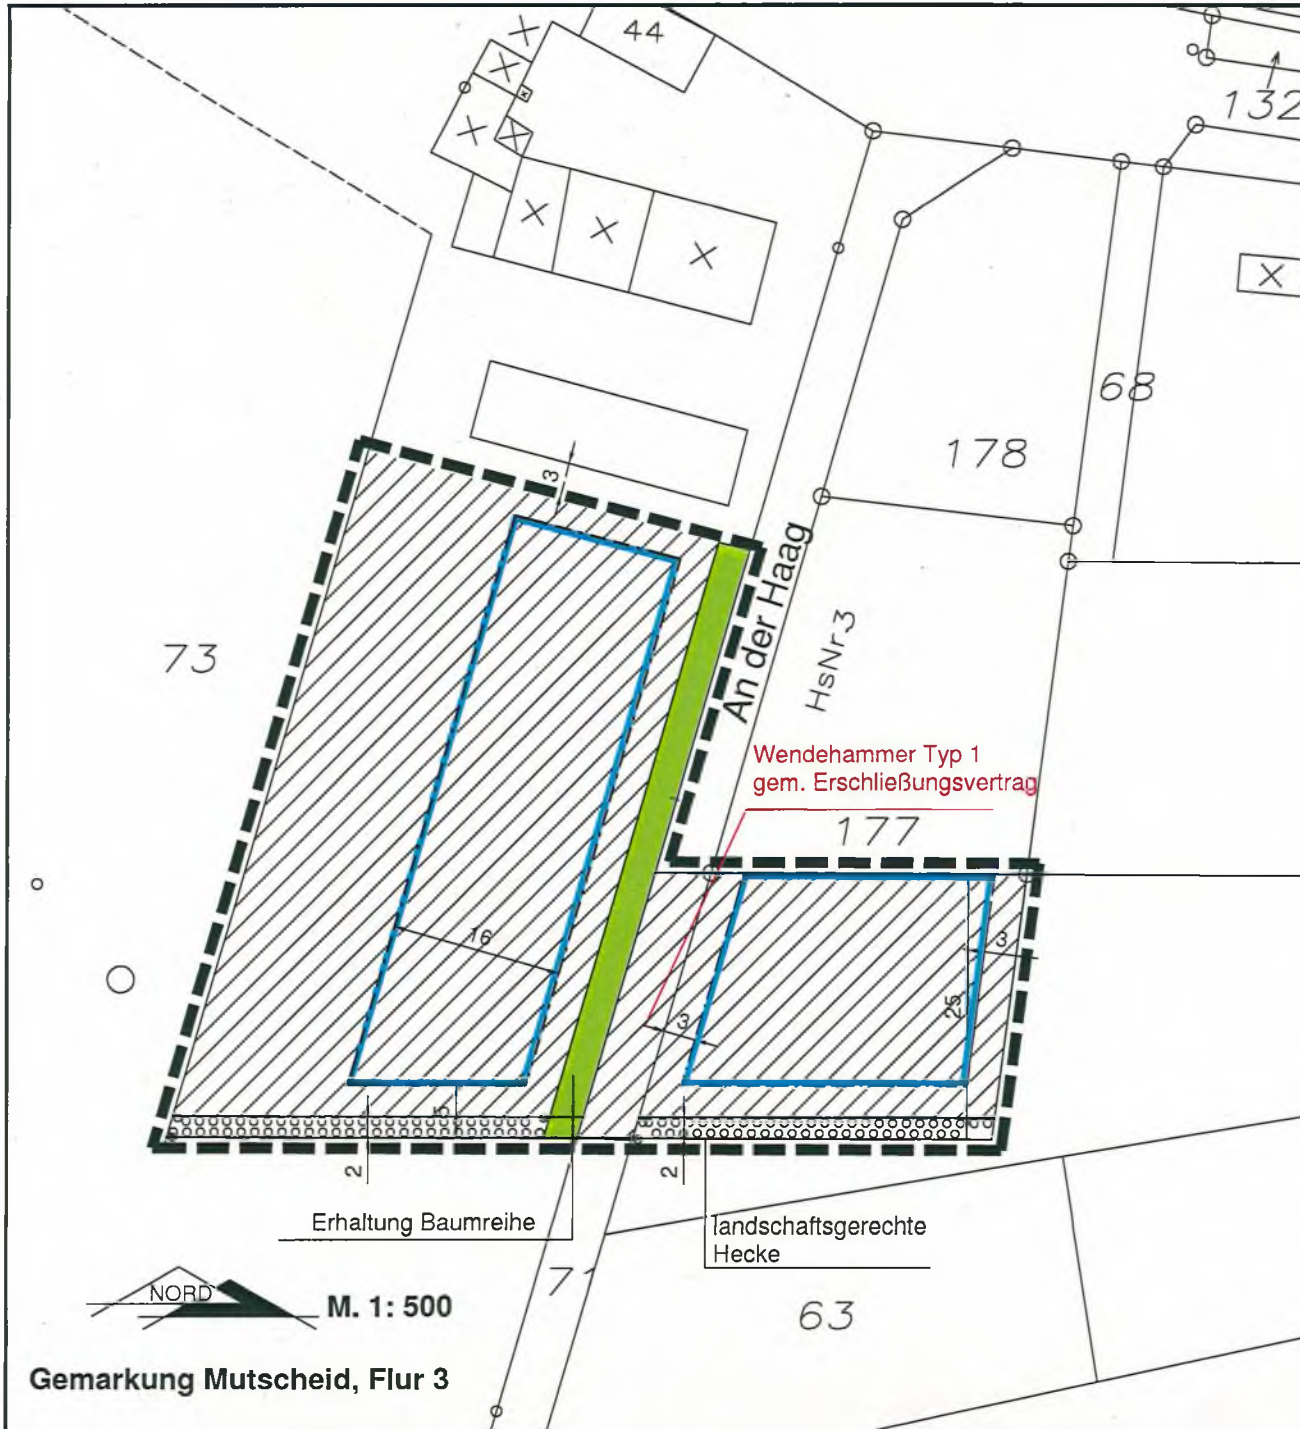 44
132
68
178
3
An der Haag
HsNr.3
73
Wendehammer Typ 1
gem. Erschließungsvertrag
177
16
3
3
25
5
2
2
Erhaltung Baumreihe
landschaftsgerechte
Hecke
71
63
NORD
M. 1: 500
Gemarkung Mutscheid, Flur 3